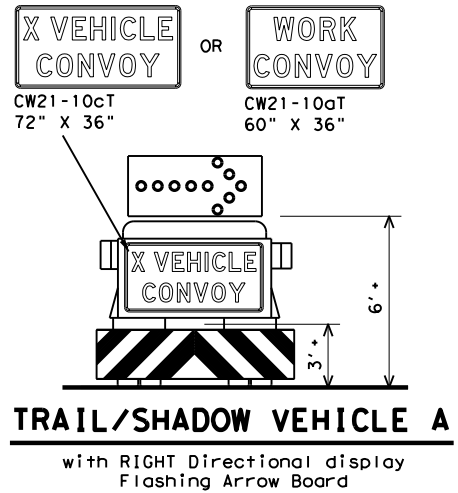 X VEHICLE
CONVOY
OR
WORK
CONVOY
CW21-10cT
72" X 36"
CW21-10aT
60" X 36"
X VEHICLE
CONVOY
6' +
3' +
TRAIL/SHADOW VEHICLE A
with RIGHT Directional display
Flashing Arrow Board